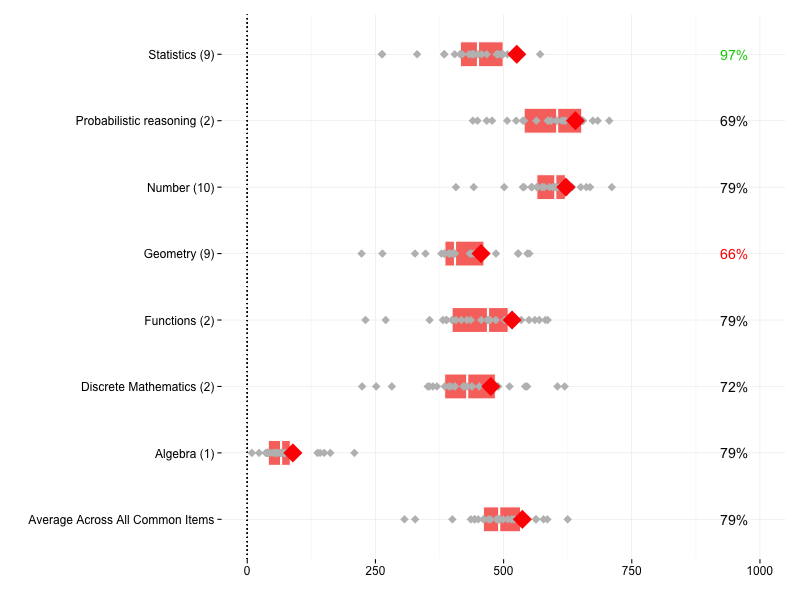 Statistics (9) 97%
Probabilistic reasoning (2) 69%
Number (10) 79%
Geometry (9) 66%
Functions (2) 79%
Discrete Mathematics (2) 72%
Algebra (1) 79%
Average Across All Common Items 79%
0 250 500 750 1000